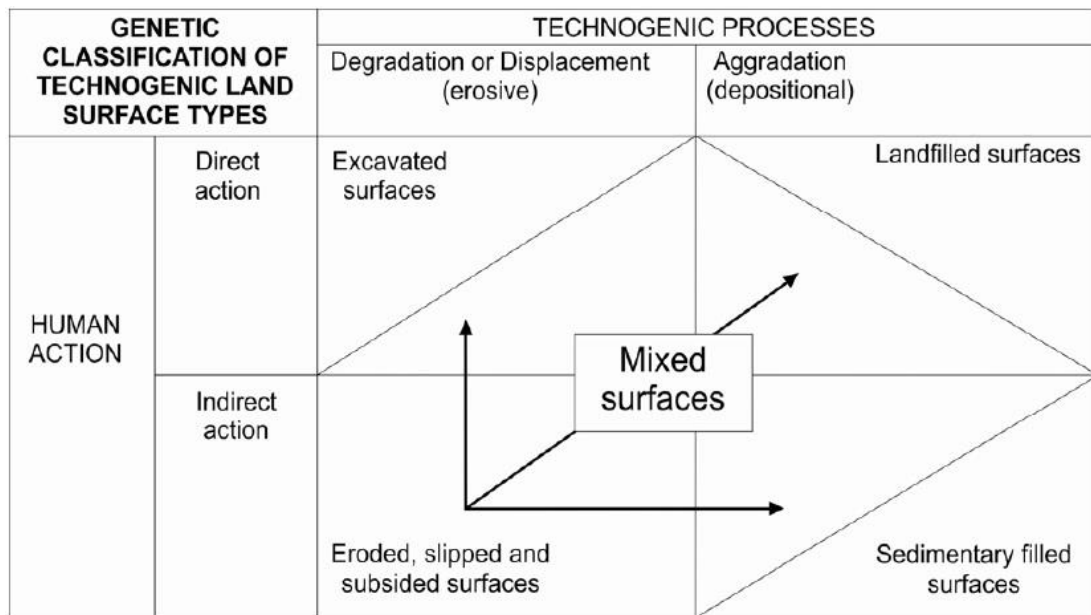 GENETIC
CLASSIFICATION OF
TECHNOGENIC LAND
SURFACE TYPES
TECHNOGENIC PROCESSES
Degradation or Displacement
(erosive)
Aggradation
(depositional)
HUMAN
ACTION
Direct
action
Excavated
surfaces
Landfilled surfaces
Mixed
surfaces
Indirect
action
Eroded, slipped and
subsided surfaces
Sedimentary filled
surfaces